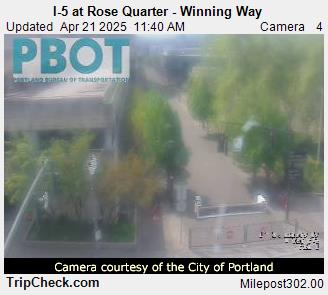 I-5 at Rose Quarter - Winning Way
Updated Apr 21 2025 11:40 AM Camera 4
PBOT
PORTLAND BUREAU OF TRANSPORTATION
Camera courtesy of the City of Portland
TripCheck.com Milepost302.00